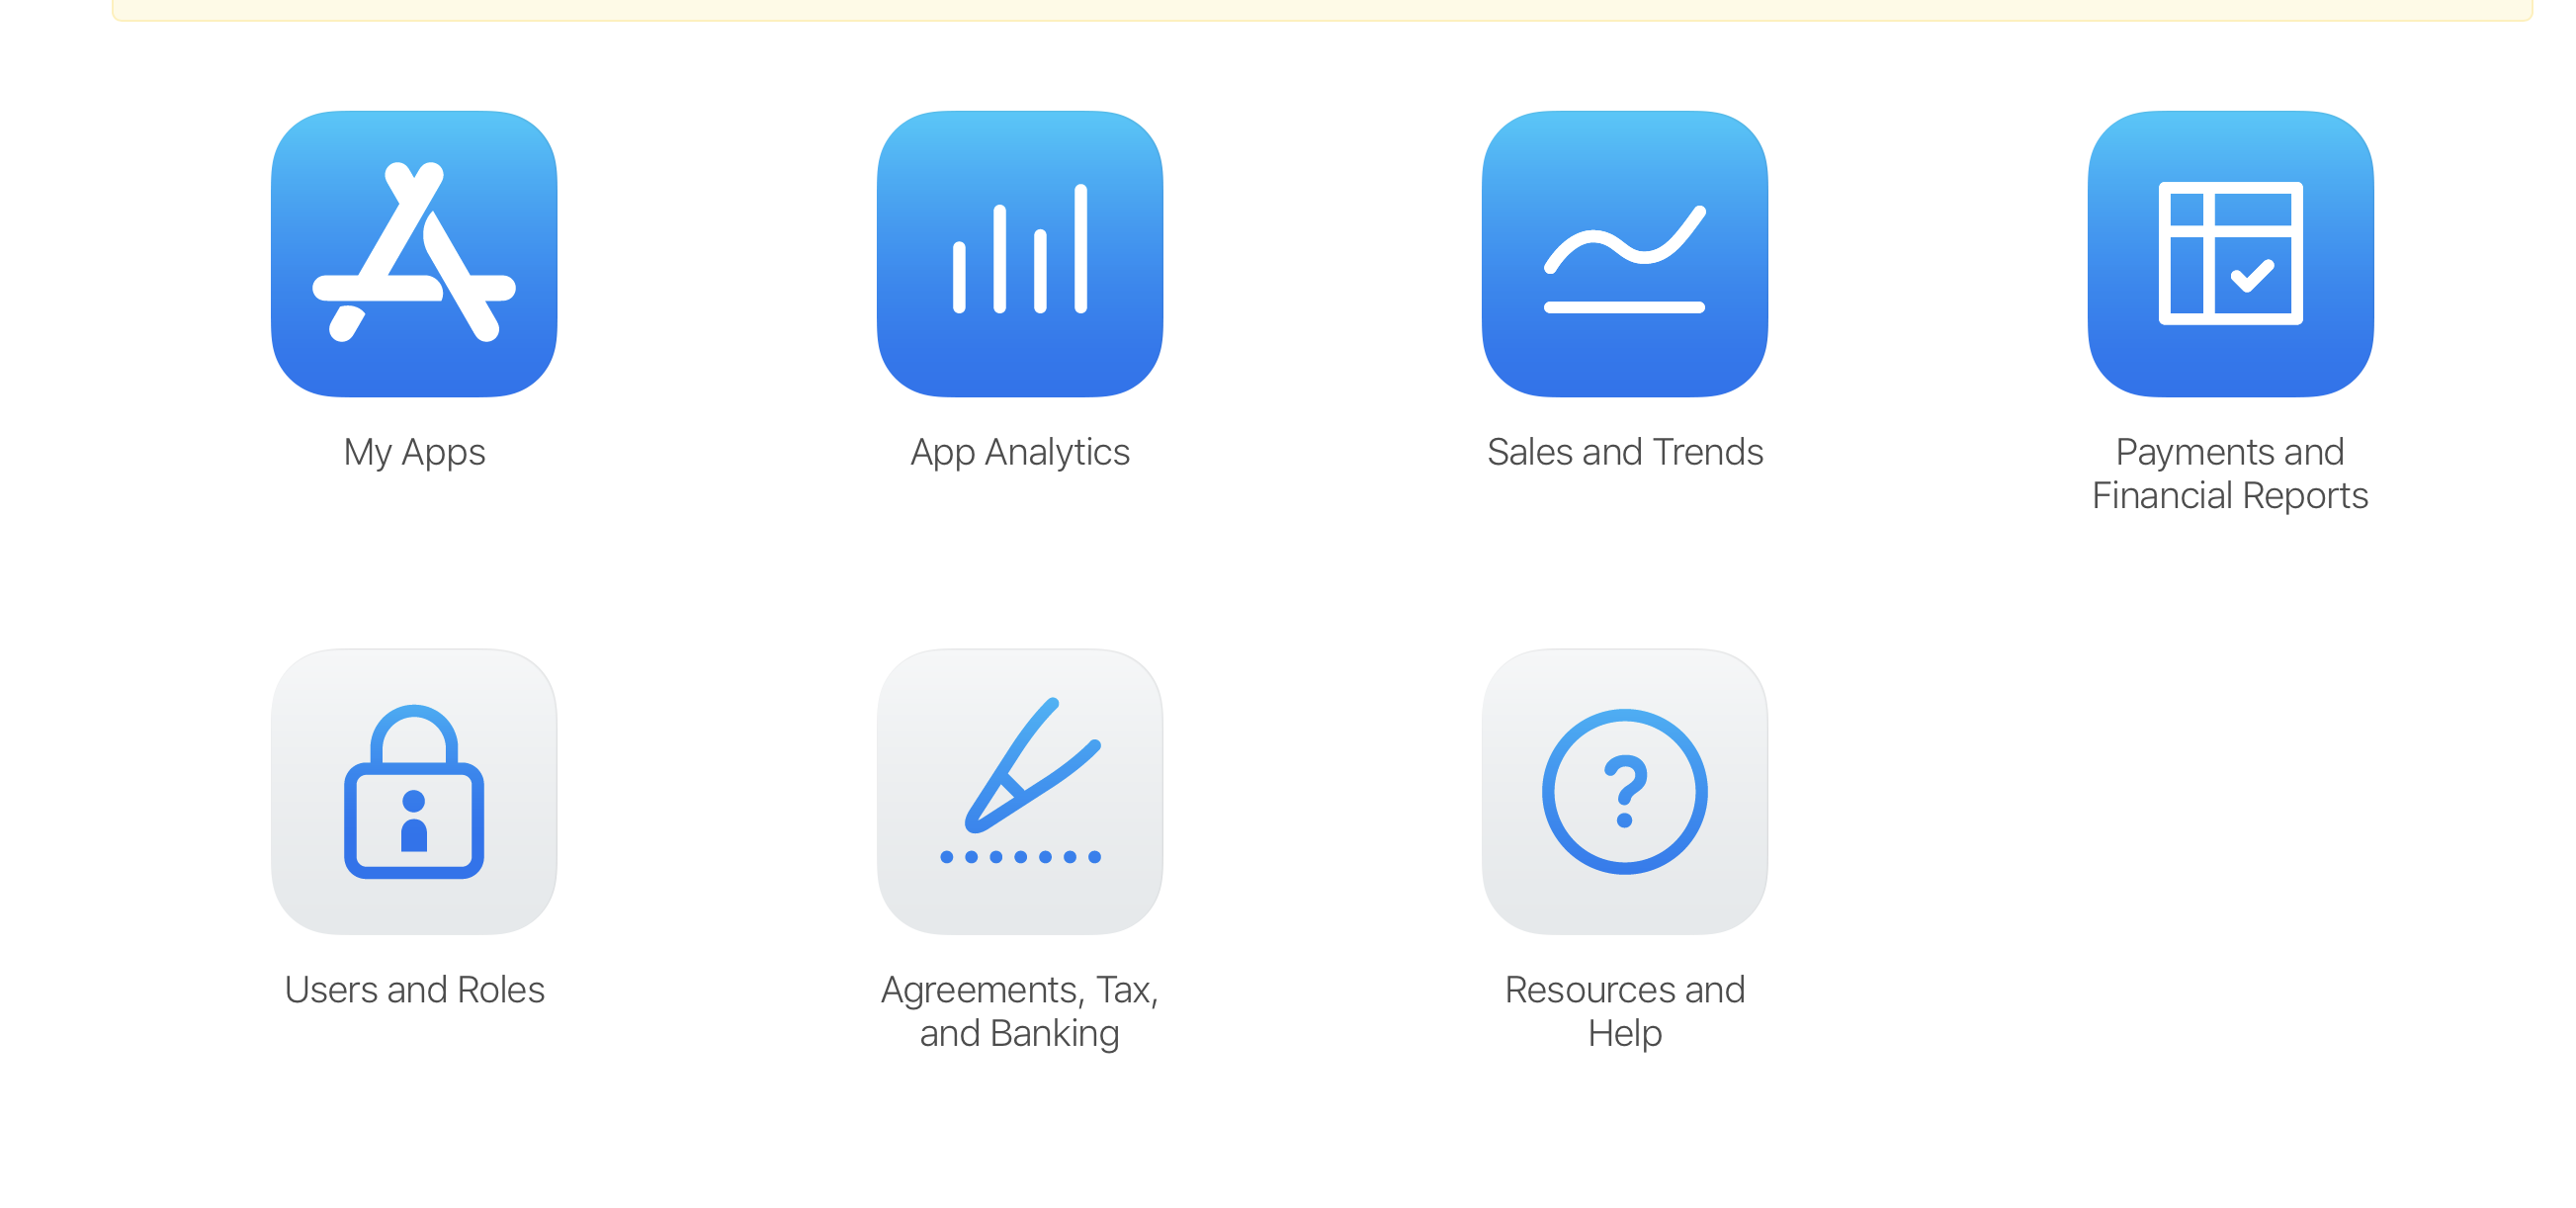 My Apps
App Analytics
Sales and Trends
Payments and
Financial Reports
Users and Roles
Agreements, Tax,
and Banking
Resources and
Help